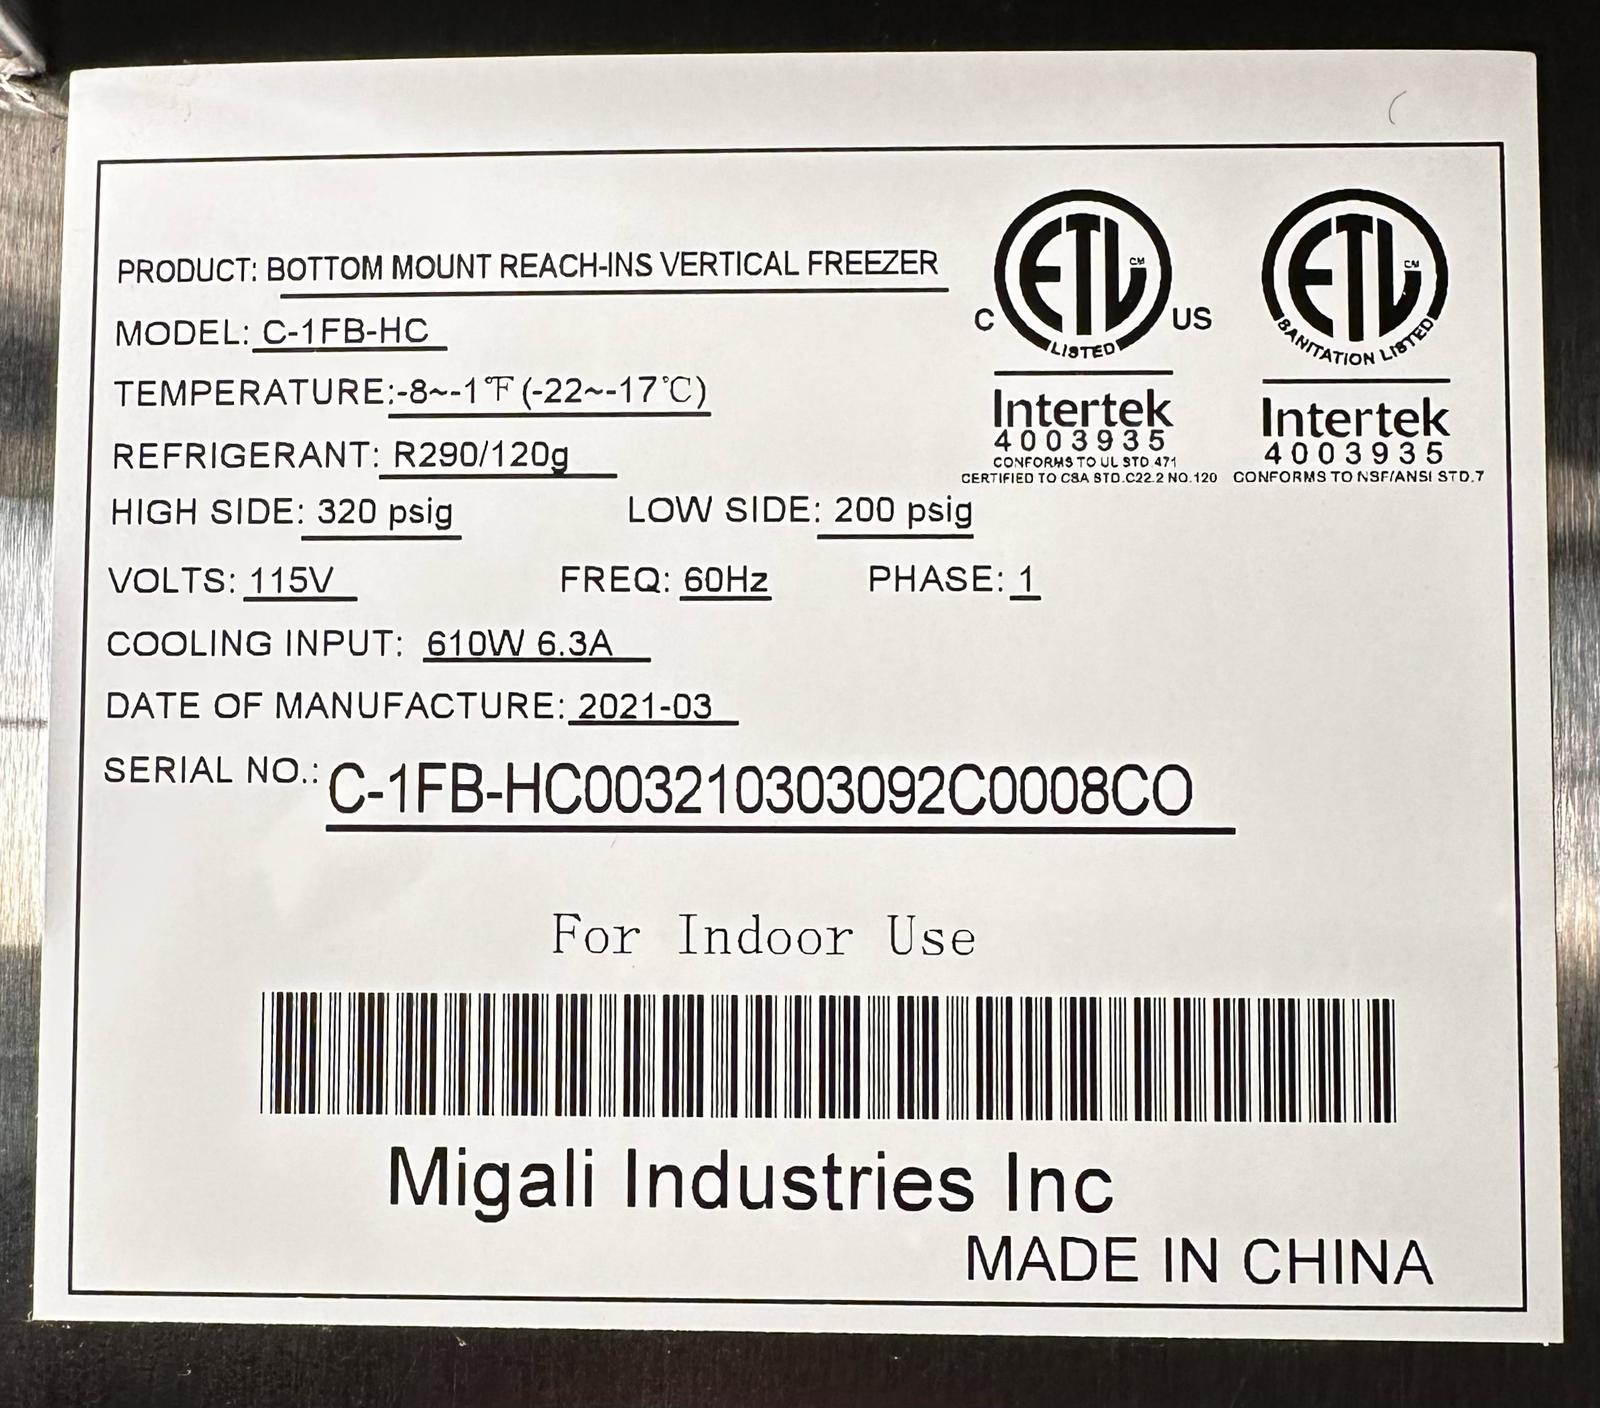 PRODUCT: BOTTOM MOUNT REACH-INS VERTICAL FREEZER
MODEL: C-1FB-HC
TEMPERATURE:-8~-1℉(-22~-17℃)
REFRIGERANT: R290/120g
HIGH SIDE: 320 psig LOW SIDE: 200 psig
VOLTS: 115V FREQ: 60Hz PHASE: 1
COOLING INPUT: 610W 6.3A
DATE OF MANUFACTURE: 2021-03
SERIAL NO.: C-1FB-HC003210303092C0008CO
ETL CM
C US
LISTED
Intertek
4003935
CONFORMS TO UL STD.471
CERTIFIED TO CSA STD.C22.2 NO.120
ETL CM
SANITATION LISTED
Intertek
4003935
CONFORMS TO NSF/ANSI STD.7
For Indoor Use
Migali Industries Inc
MADE IN CHINA